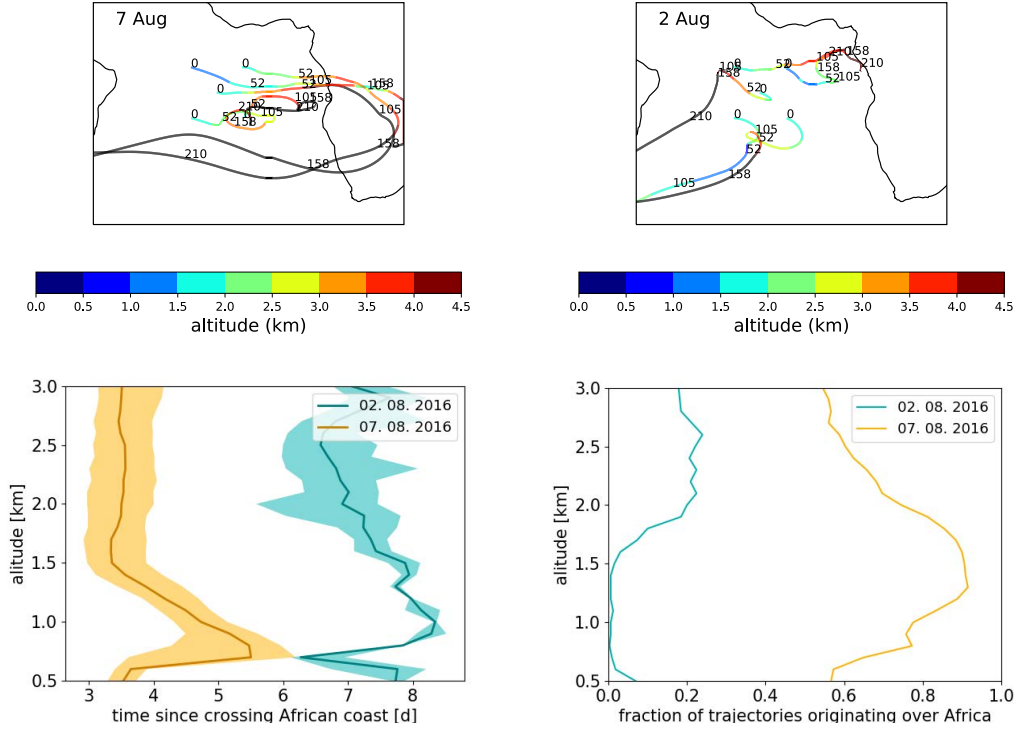 7 Aug
0 0
52 52 105 158
0 105
52 105 158
210 0 210 105
0 52 158 105
158
210 158
2 Aug
210 158
105
0 0 52 158 210
158 105
52 0
210 0 0
105
52
52
105 158
0.0 0.5 1.0 1.5 2.0 2.5 3.0 3.5 4.0 4.5
altitude (km)
0.0 0.5 1.0 1.5 2.0 2.5 3.0 3.5 4.0 4.5
altitude (km)
3.0
2.5
2.0
1.5
1.0
0.5
alitude [km]
02. 08. 2016
07. 08. 2016
3 4 5 6 7 8
time since crossing African coast [d]
3.0
2.5
2.0
1.5
1.0
0.5
alitude [km]
02. 08. 2016
07. 08. 2016
0.0 0.2 0.4 0.6 0.8 1.0
fraction of trajectories originating over Africa